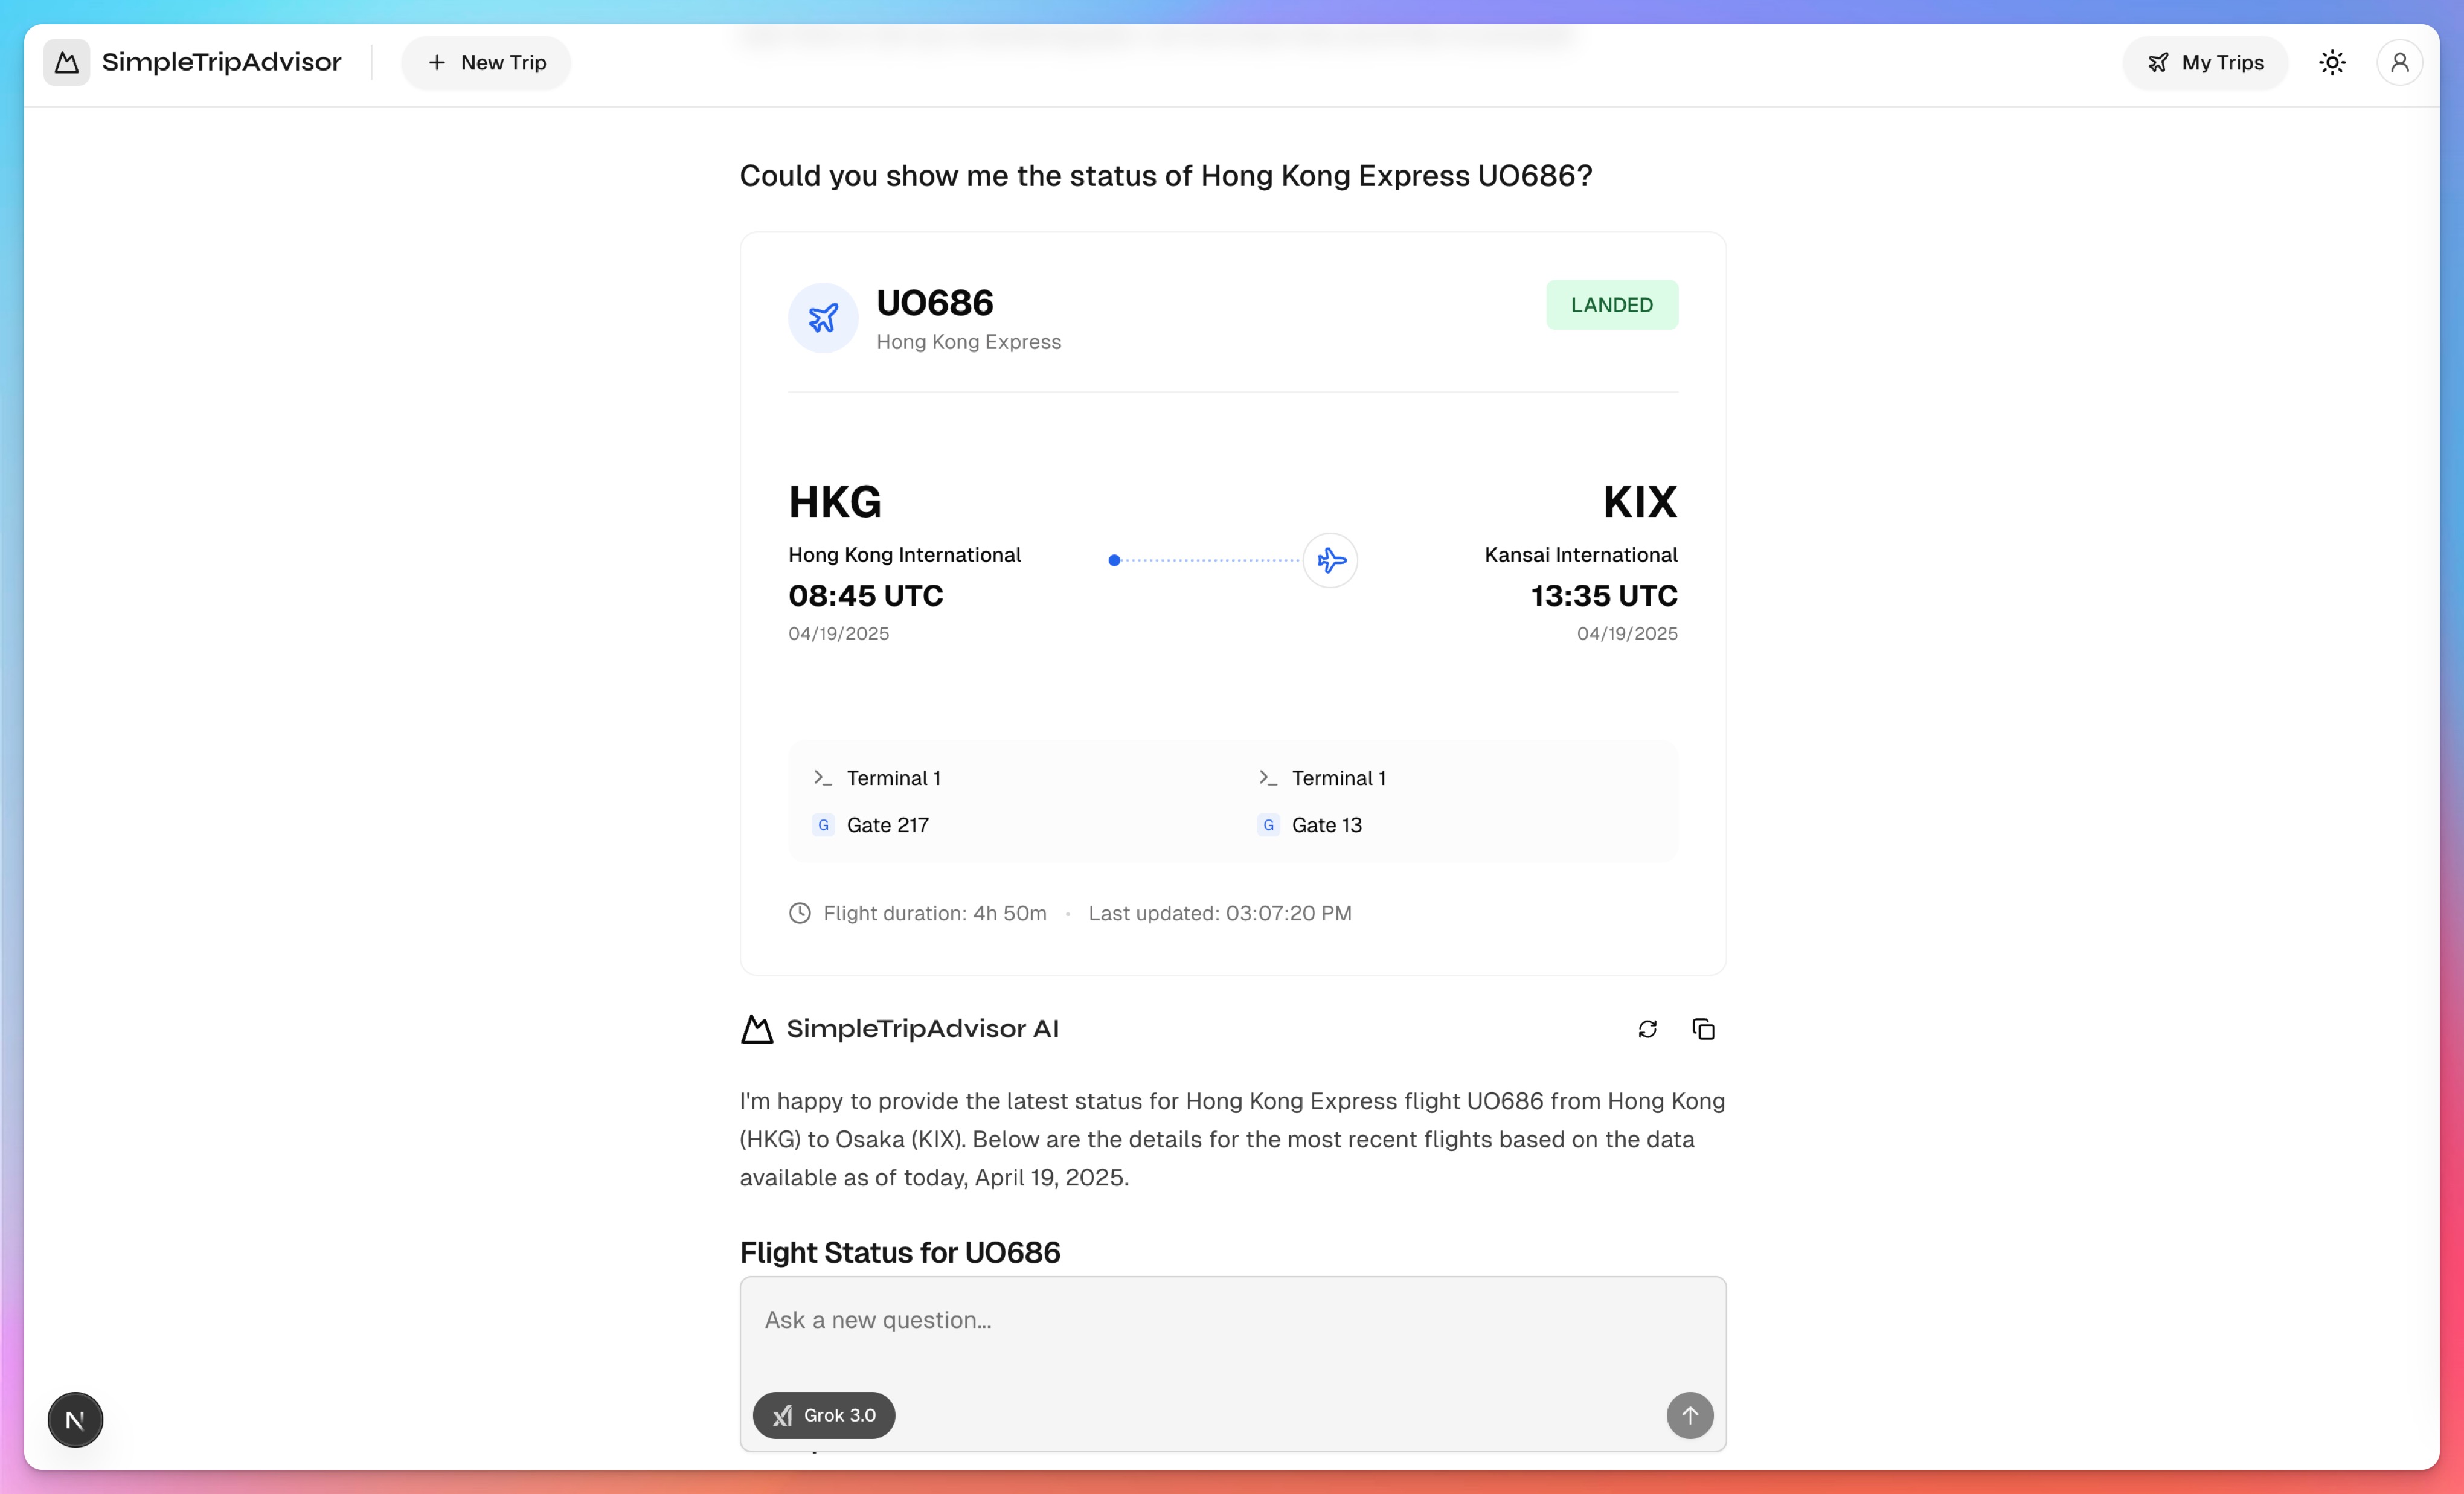 SimpleTripAdvisor
New Trip
My Trips
Could you show me the status of Hong Kong Express UO686?
UO686
LANDED
Hong Kong Express
HKG
KIX
Hong Kong International
Kansai International
08:45 UTC
13:35 UTC
04/19/2025
04/19/2025
Terminal 1
Terminal 1
G Gate 217
G Gate 13
Flight duration: 4h 50m • Last updated: 03:07:20 PM
SimpleTripAdvisor AI
I'm happy to provide the latest status for Hong Kong Express flight UO686 from Hong Kong
(HKG) to Osaka (KIX). Below are the details for the most recent flights based on the data
available as of today, April 19, 2025.
Flight Status for UO686
Ask a new question...
Grok 3.0
N